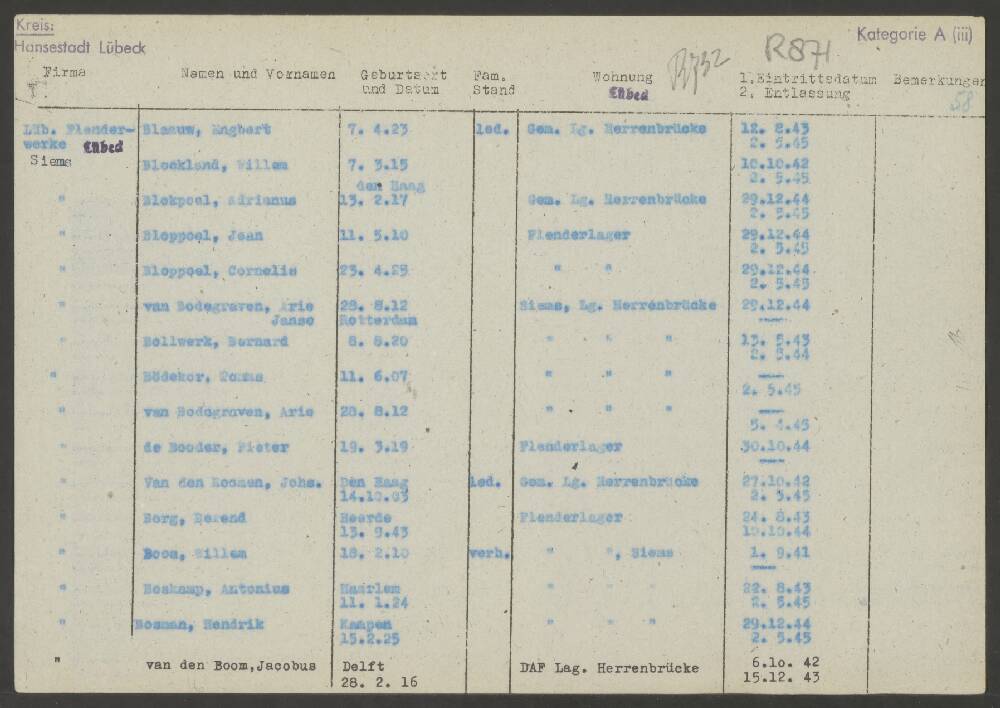 Kreis:
Hansestadt Lübeck
Kategorie A (iii)
R871
Firma Namen und Vornamen Geburtsort und Datum Fam. Stand Wohnung Lübeck 1. Eintrittsdatum 2. Entlassung Bemerkungen
58
Lüb. Flender- Blaauw, Engbert 7. 4.23 led. Gem. Lg. Herrenbrücke 12. 8.43
werke Lübeck 2. 5.45
Siems
Blockland, Willem 7. 3.15 10.10.42
den Haag 2. 5.45
" Blokpoel, Adrianus 13. 2.17 Gem. Lg. Herrenbrücke 29.12.44
2. 5.45
" Bloppoel, Jean 11. 5.10 Flenderlager 29.12.44
2. 5.45
" Bloppoel, Cornelis 23. 4.25 " " 29.12.44
2. 5.45
" van Bodegraven, Arie 28. 8.12 Siems, Lg. Herrenbrücke 29.12.44
Janse Rotterdam ----
" Bollwerk, Bernard 8. 8.20 " " " 13. 5.43
2. 5.44
" Bödekor, 11. 6.07 " " " ----
2. 5.45
" van Bodegraven, Arie 28. 8.12 " " " ----
5. 4.45
" de Booder, Pieter 19. 3.19 Flenderlager 30.10.44
----
" Van den Boomen, Johs. Den Haag led. Gem. Lg. Herrenbrücke 27.10.42
14.10.03 2. 5.45
" Borg, Berend Heerde Flenderlager 24. 8.43
13. 9.43 10.10.44
" Boom, Willem 18. 2.10 verh. " ", Siems 1. 9.41
----
" Boskamp, Antonius Haarlem " " " 22. 8.43
11. 1.24 2. 5.45
" Bosman, Hendrik Kampen " " " 29.12.44
15.2.25 2. 5.45
" van den Boom,Jacobus Delft DAF Lag. Herrenbrücke 6.10. 42
28. 2. 16 15.12. 43